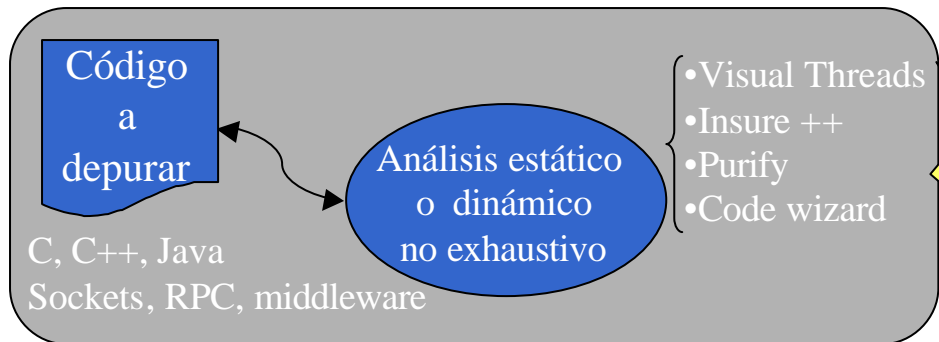 Código
a
depurar
C, C++, Java
Sockets, RPC, middleware
Análisis estático
o dinámico
no exhaustivo
•Visual Threads
•Insure ++
•Purify
•Code wizard